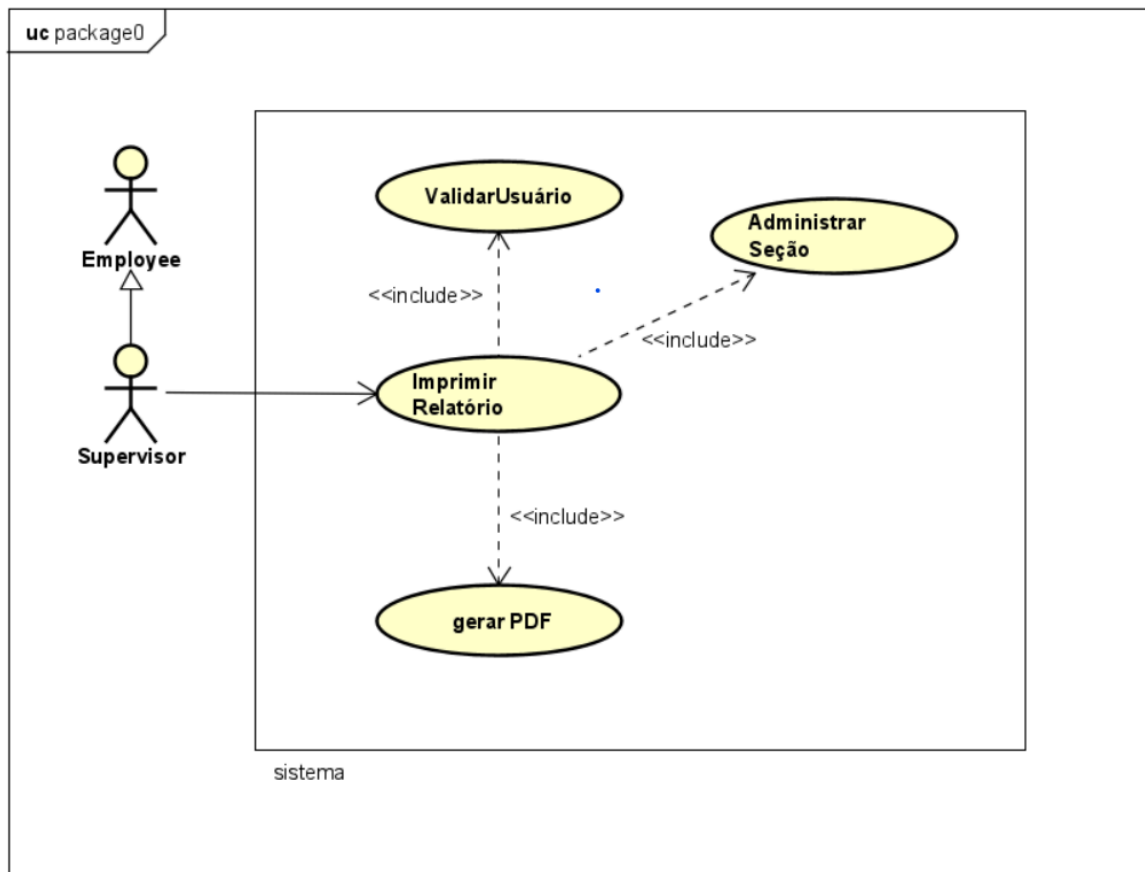 uc package0
Employee
Supervisor
ValidarUsuário
Administrar
Seção
<<include>>
<<include>>
Imprimir
Relatório
<<include>>
gerar PDF
sistema